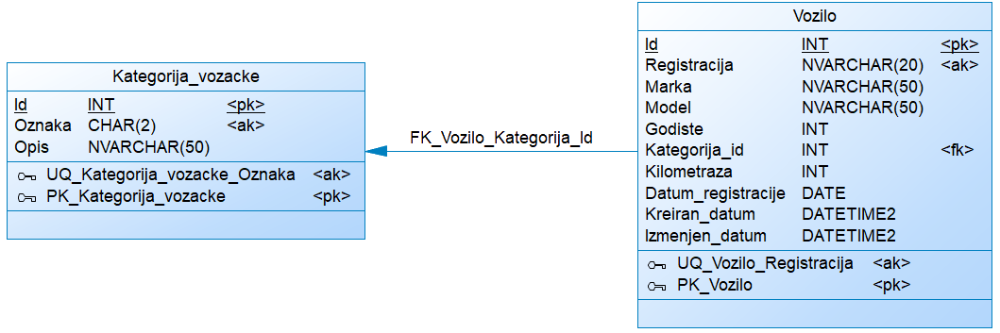 Kategorija_vozacke
Id INT <pk>
Oznaka CHAR(2) <ak>
Opis NVARCHAR(50)
UQ_Kategorija_vozacke_Oznaka <ak>
PK_Kategorija_vozacke <pk>
FK_Vozilo_Kategorija_Id
Vozilo
Id INT <pk>
Registracija NVARCHAR(20) <ak>
Marka NVARCHAR(50)
Model NVARCHAR(50)
Godiste INT
Kategorija_id INT <fk>
Kilometraza INT
Datum_registracije DATE
Kreiran_datum DATETIME2
Izmenjen_datum DATETIME2
UQ_Vozilo_Registracija <ak>
PK_Vozilo <pk>